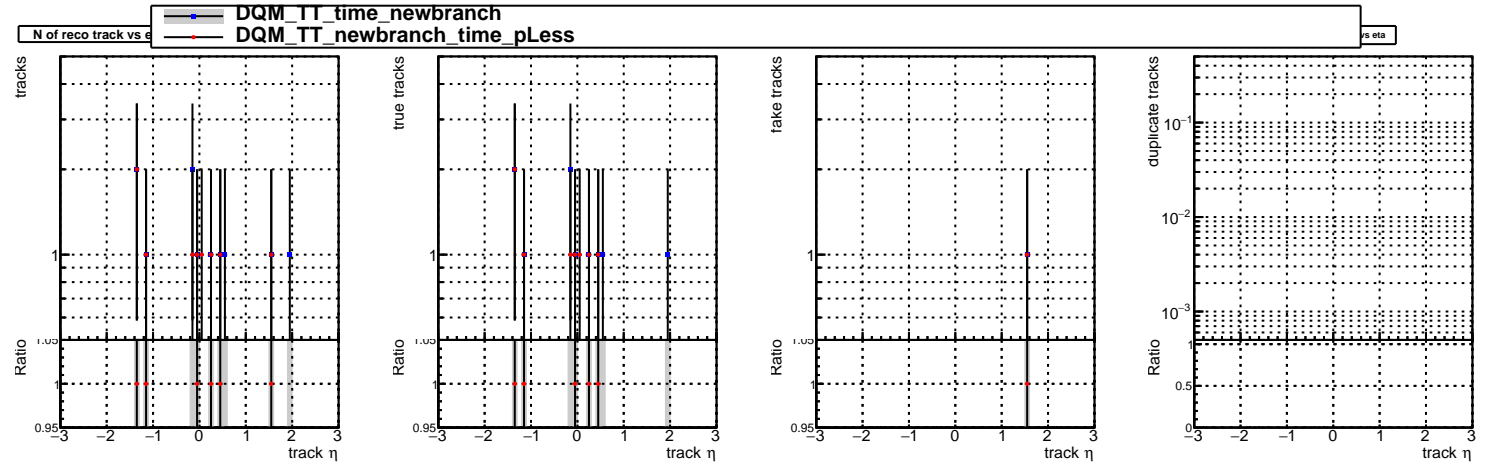 DQM_TT_time_newbranch
DQM_TT_newbranch_time_pLess
N of reco track vs e
vs eta
tracks
1
Ratio
1.05
1
0.95
−3 −2 −1 0 1 2 3
track η
true tracks
1
Ratio
1.05
1
0.95
−3 −2 −1 0 1 2 3
track η
fake tracks
1
Ratio
1.05
1
0.95
−3 −2 −1 0 1 2 3
track η
duplicate tracks
10⁻¹
10⁻²
10⁻³
Ratio
1
0.5
0
−3 −2 −1 0 1 2 3
track η